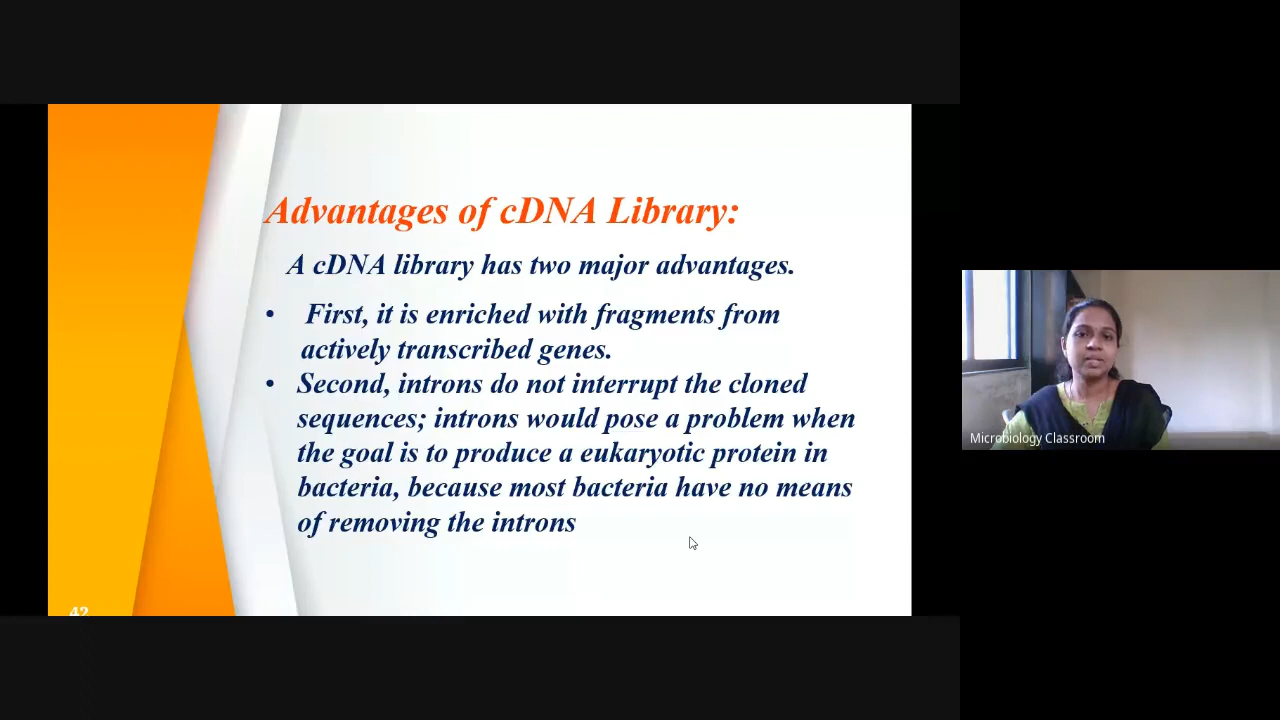 Advantages of cDNA Library:
A cDNA library has two major advantages.
• First, it is enriched with fragments from
actively transcribed genes.
• Second, introns do not interrupt the cloned
sequences; introns would pose a problem when
the goal is to produce a eukaryotic protein in
bacteria, because most bacteria have no means
of removing the introns
42
Microbiology Classroom